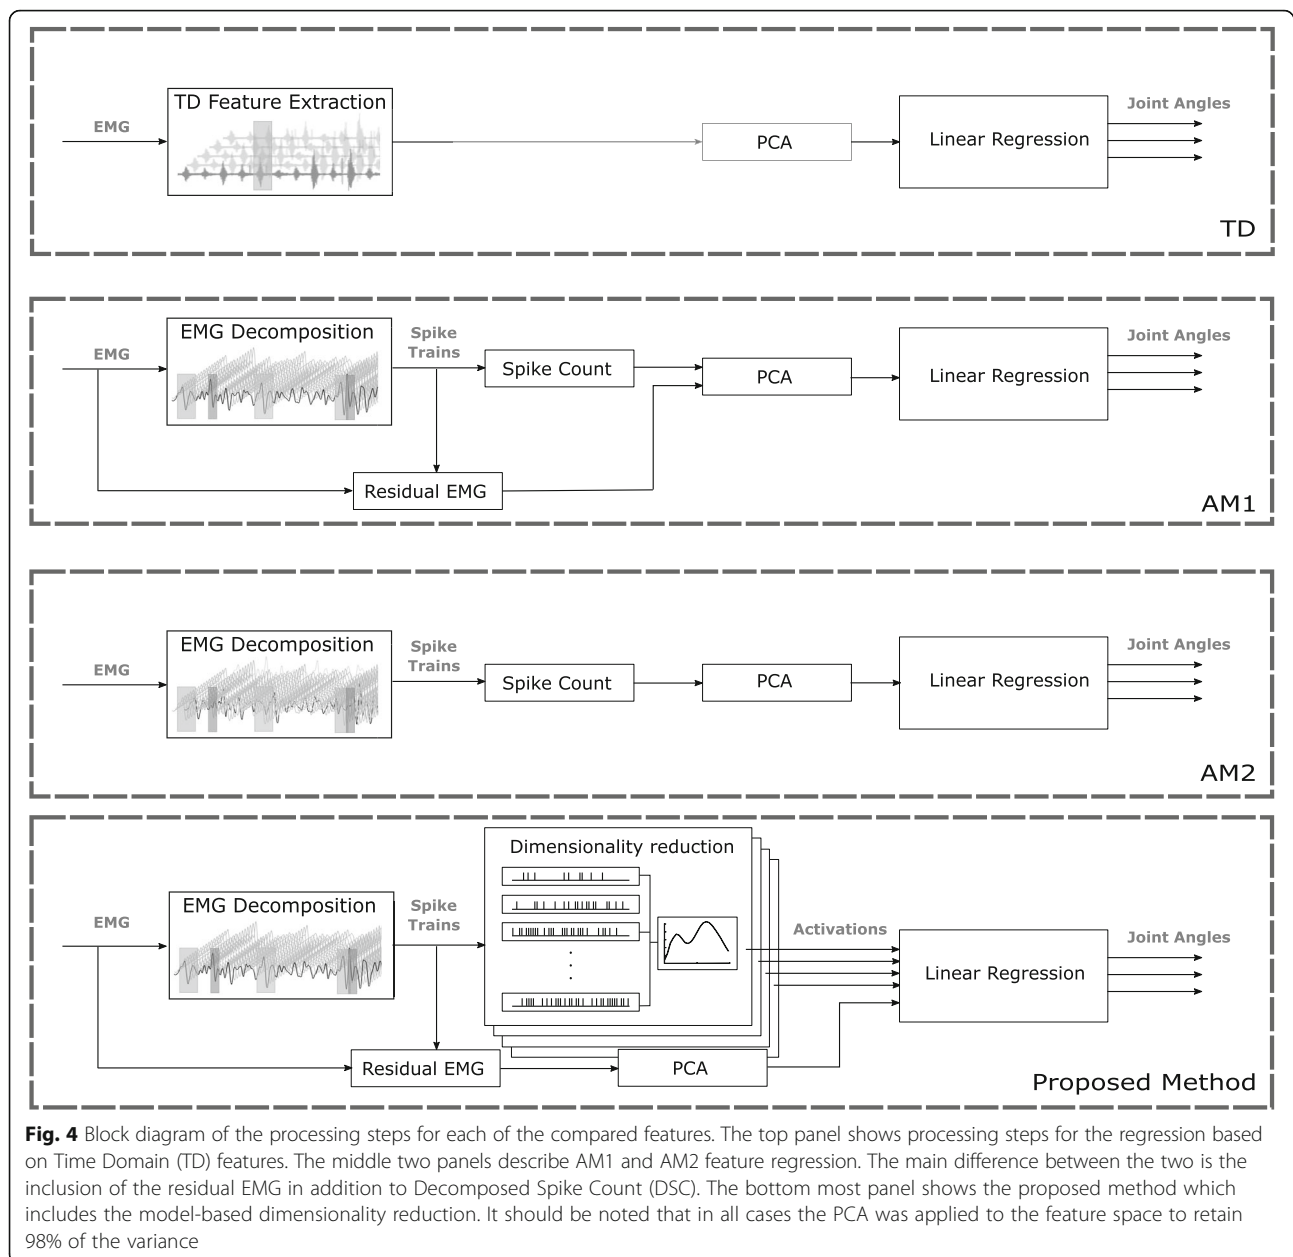 TD Feature Extraction
EMG
PCA
Linear Regression
Joint Angles
TD
EMG Decomposition
EMG
Spike
Trains
Spike Count
PCA
Linear Regression
Joint Angles
Residual EMG
AM1
EMG Decomposition
EMG
Spike
Trains
Spike Count
PCA
Linear Regression
Joint Angles
AM2
Dimensionality reduction
EMG Decomposition
EMG
Spike
Trains
Activations
Linear Regression
Joint Angles
Residual EMG
PCA
Proposed Method
Fig. 4 Block diagram of the processing steps for each of the compared features. The top panel shows processing steps for the regression based
on Time Domain (TD) features. The middle two panels describe AM1 and AM2 feature regression. The main difference between the two is the
inclusion of the residual EMG in addition to Decomposed Spike Count (DSC). The bottom most panel shows the proposed method which
includes the model-based dimensionality reduction. It should be noted that in all cases the PCA was applied to the feature space to retain
98% of the variance